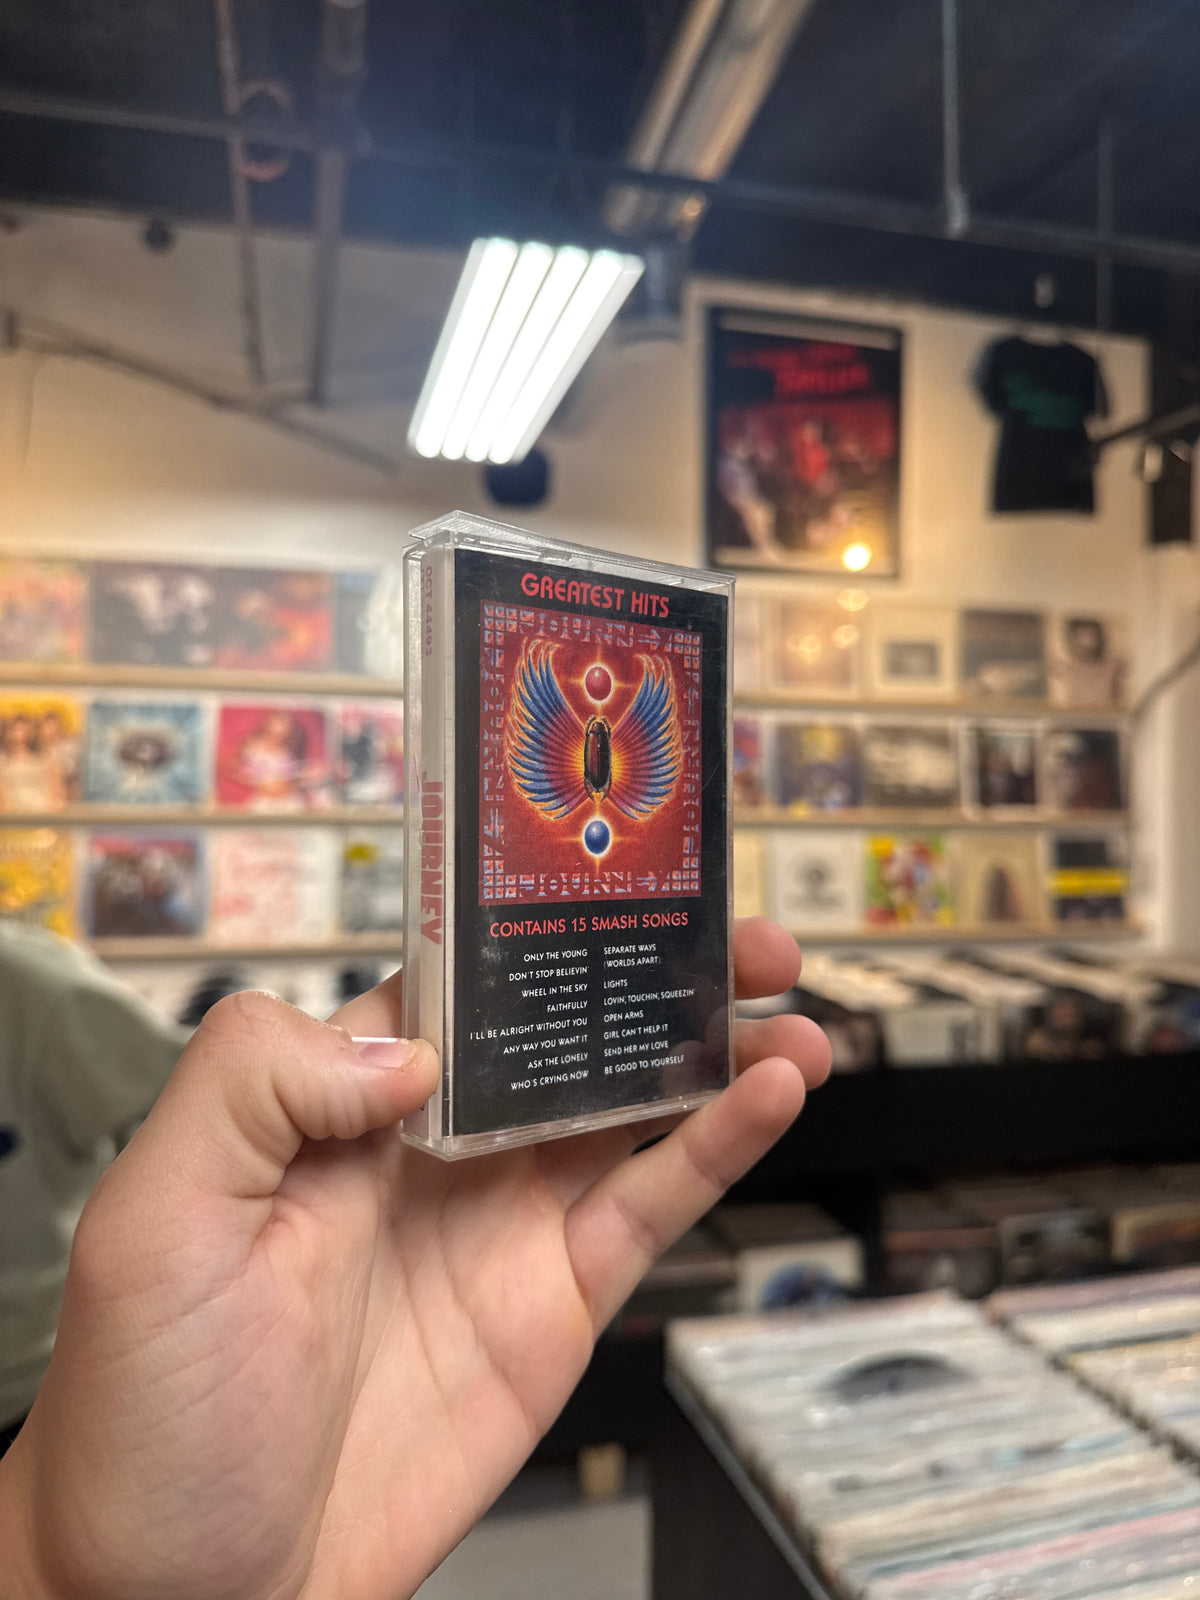 GREATEST HITS
JOURNEY
JOURNEY
CONTAINS 15 SMASH SONGS
ONLY THE YOUNG
DON'T STOP BELIEVIN'
WHEEL IN THE SKY
FAITHFULLY
I'LL BE ALRIGHT WITHOUT YOU
ANY WAY YOU WANT IT
ASK THE LONELY
WHO'S CRYING NOW
SEPARATE WAYS
(WORLDS APART)
LIGHTS
LOVIN', TOUCHIN', SQUEEZIN'
OPEN ARMS
GIRL CAN'T HELP IT
SEND HER MY LOVE
BE GOOD TO YOURSELF
OCT 44493
JOURNEY